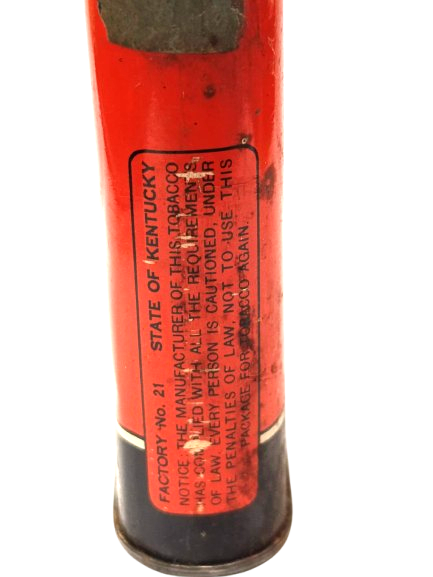 FACTORY No. 21 STATE OF KENTUCKY
NOTICE THE MANUFACTURER OF THIS TOBACCO
HAS COMPLIED WITH ALL THE REQUIREMENTS
OF LAW. EVERY PERSON IS CAUTIONED, UNDER
THE PENALTIES OF LAW, NOT TO USE THIS
PACKAGE FOR TOBACCO AGAIN.